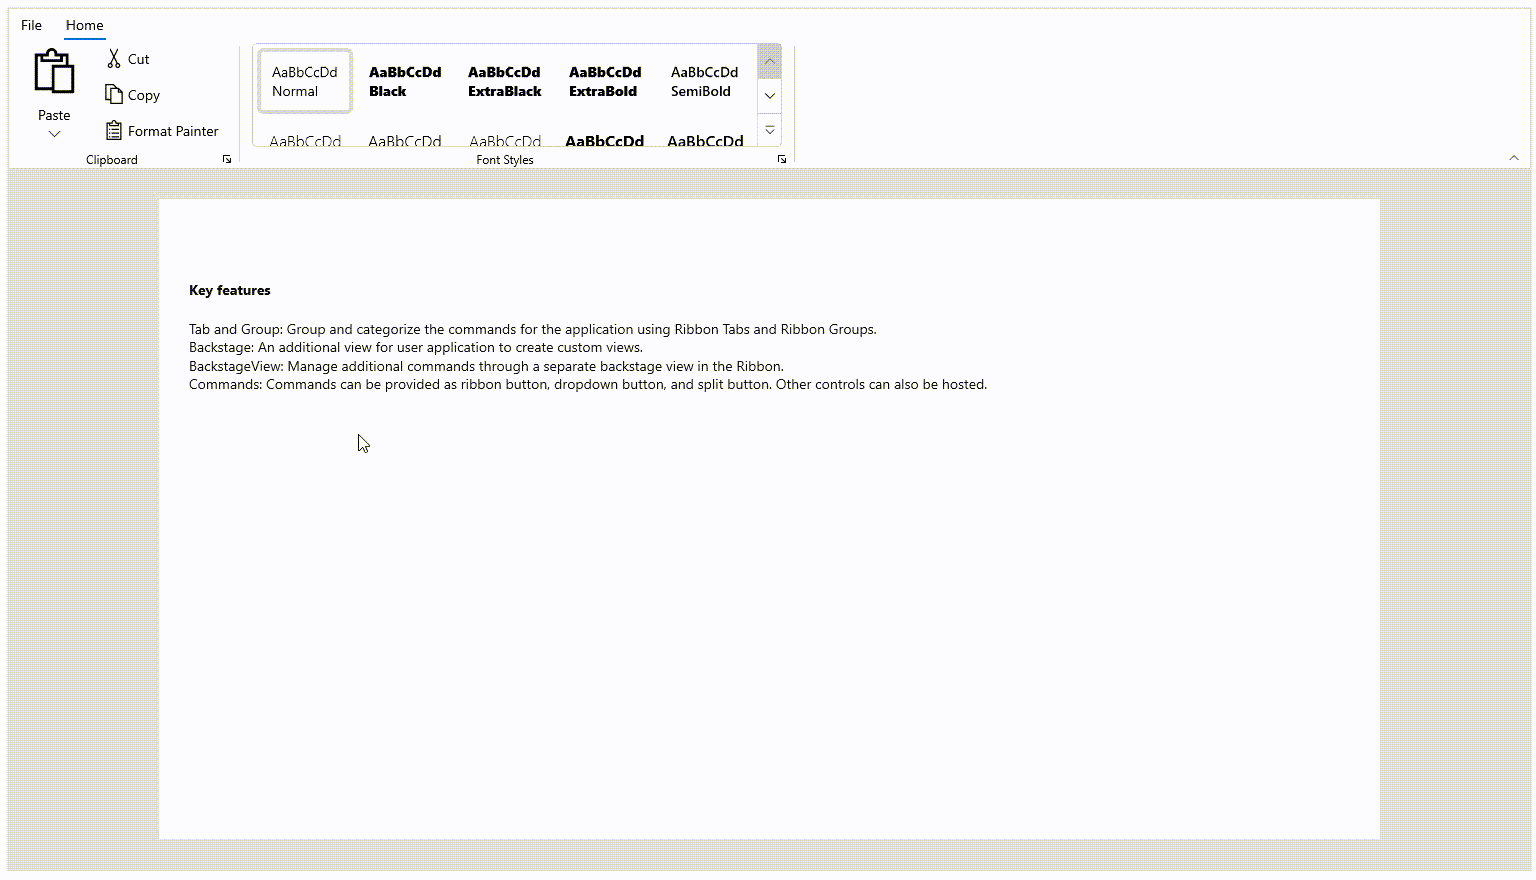 File Home
Paste
Cut
Copy
Format Painter
Clipboard
AaBbCcDd AaBbCcDd AaBbCcDd AaBbCcDd AaBbCcDd
Normal Black ExtraBlack ExtraBold SemiBold
AaBbCcDd AaBbCcDd AaBbCcDd AaBbCcDd AaBbCcDd
Font Styles
Key features
Tab and Group: Group and categorize the commands for the application using Ribbon Tabs and Ribbon Groups.
Backstage: An additional view for user application to create custom views.
BackstageView: Manage additional commands through a separate backstage view in the Ribbon.
Commands: Commands can be provided as ribbon button, dropdown button, and split button. Other controls can also be hosted.